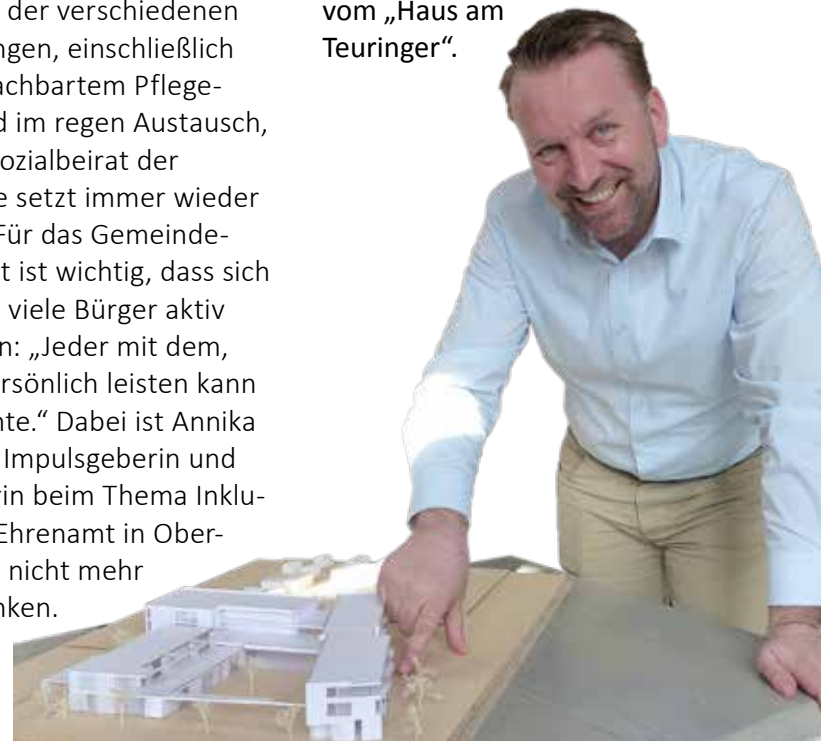 der verschiedenen
ngen, einschließlich
achbartem Pflege-
d im regen Austausch,
ozialbeirat der
e setzt immer wieder
Für das Gemeinde-
t ist wichtig, dass sich
viele Bürger aktiv
n: „Jeder mit dem,
ersönlich leisten kann
nte.“ Dabei ist Annika
Impulsgeberin und
rin beim Thema Inklu-
Ehrenamt in Ober-
nicht mehr
nken.
vom „Haus am
Teuringer“.